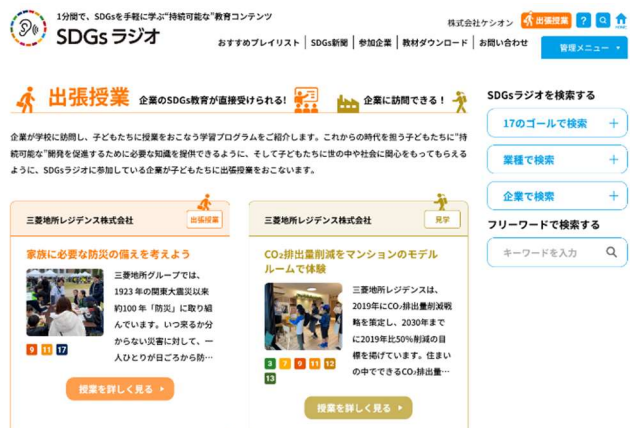 1分間で、SDGsを手軽に学ぶ"持続可能な"教育コンテンツ
SDGs ラジオ
株式会社ケシオン
出張授業
?
おすすめプレイリスト
SDGs新聞
参加企業
教材ダウンロード
お問い合わせ
管理メニュー
出張授業 企業のSDGs教育が直接受けられる!
企業に訪問できる!
企業が学校に訪問し、子どもたちに授業をおこなう学習プログラムをご紹介します。これからの時代を担う子どもたちに"持
続可能な"開発を促進するために必要な知識を提供できるように、そして子どもたちに世の中や社会に関心をもってもらえる
ように、SDGsラジオに参加している企業が子どもたちに出張授業をおこないます。
三菱地所レジデンス株式会社
出張授業
家族に必要な防災の備えを考えよう
三菱地所グループでは、
1923 年の関東大震災以来
約100 年「防災」に取り組
んでいます。いつ来るか分
からない災害に対して、一
人ひとりが日ごろから防…
9 11 17
授業を詳しく見る
三菱地所レジデンス株式会社
見学
CO₂排出量削減をマンションのモデル
ルームで体験
三菱地所レジデンスは、
2019年にCO₂排出量削減戦
略を策定し、2030年まで
に2019年比50%削減の目
標を掲げています。住まい
の中でできるCO₂排出量…
3 7 9 11 12
13
授業を詳しく見る
SDGsラジオを検索する
17のゴールで検索
業種で検索
企業で検索
フリーワードで検索する
キーワードを入力